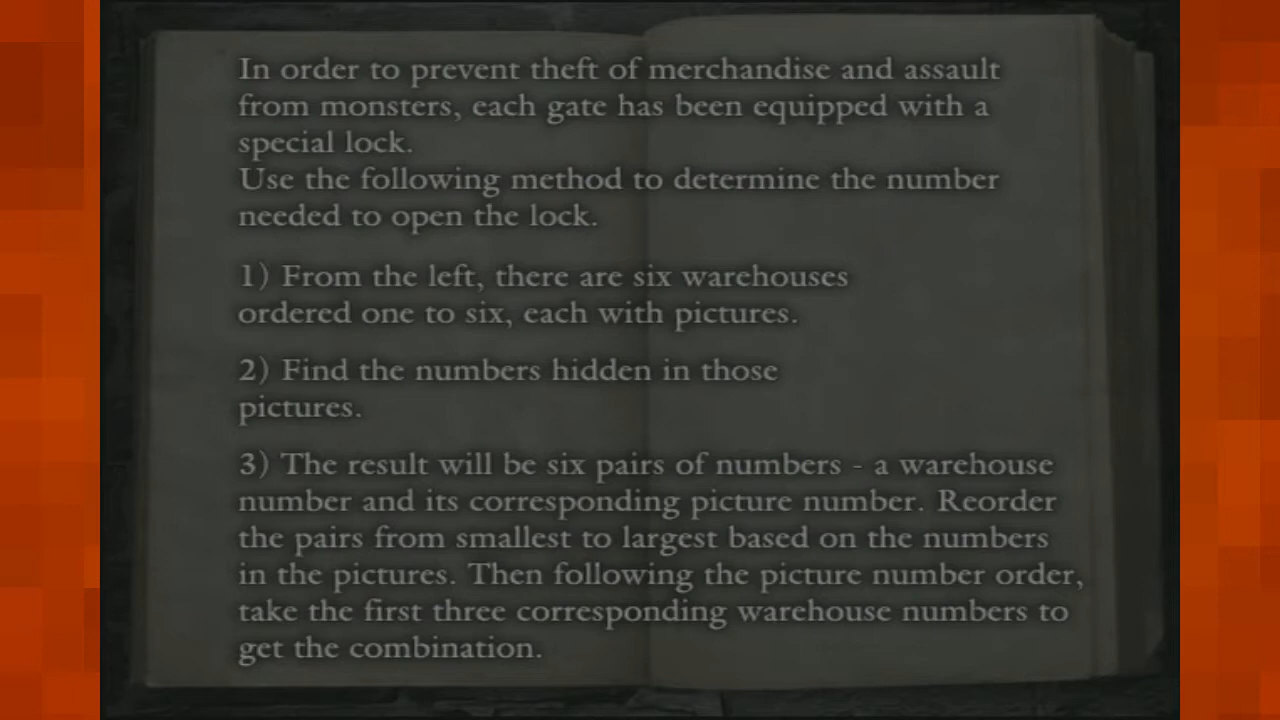 In order to prevent theft of merchandise and assault
from monsters, each gate has been equipped with a
special lock.
Use the following method to determine the number
needed to open the lock.
1) From the left, there are six warehouses
ordered one to six, each with pictures.
2) Find the numbers hidden in those
pictures.
3) The result will be six pairs of numbers - a warehouse
number and its corresponding picture number. Reorder
the pairs from smallest to largest based on the numbers
in the pictures. Then following the picture number order,
take the first three corresponding warehouse numbers to
get the combination.